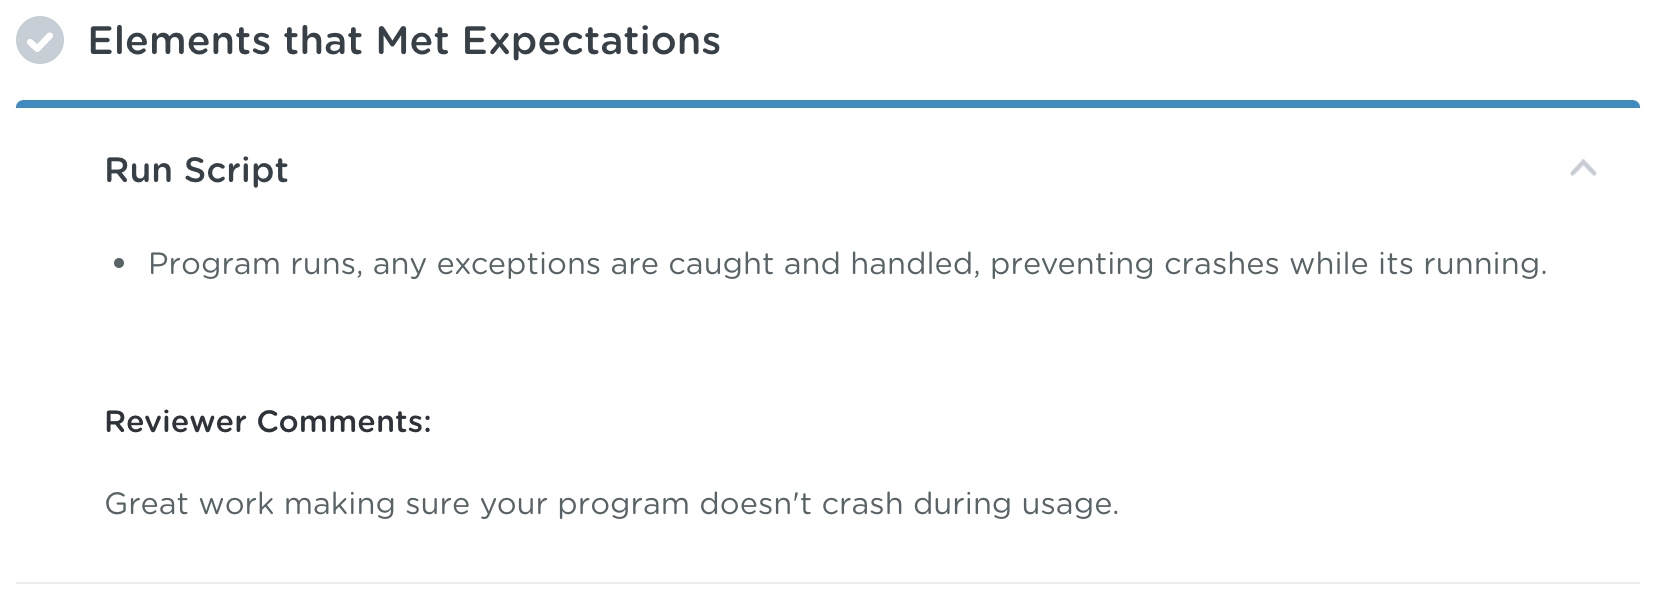 Elements that Met Expectations
Run Script
• Program runs, any exceptions are caught and handled, preventing crashes while its running.
Reviewer Comments:
Great work making sure your program doesn't crash during usage.